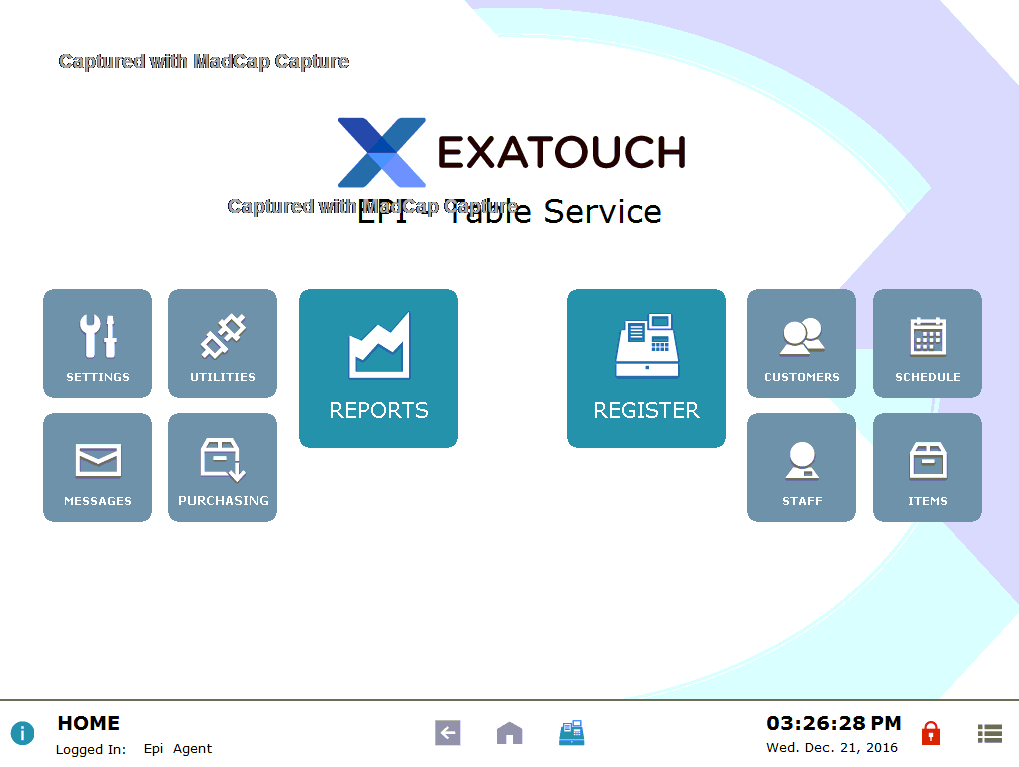 Captured with MadCap Capture
EXATOUCH
Captured with MadCap Capture
EPI - Table Service
SETTINGS
UTILITIES
REPORTS
REGISTER
CUSTOMERS
SCHEDULE
MESSAGES
PURCHASING
STAFF
ITEMS
HOME
Logged In: Epi Agent
03:26:28 PM
Wed. Dec. 21, 2016